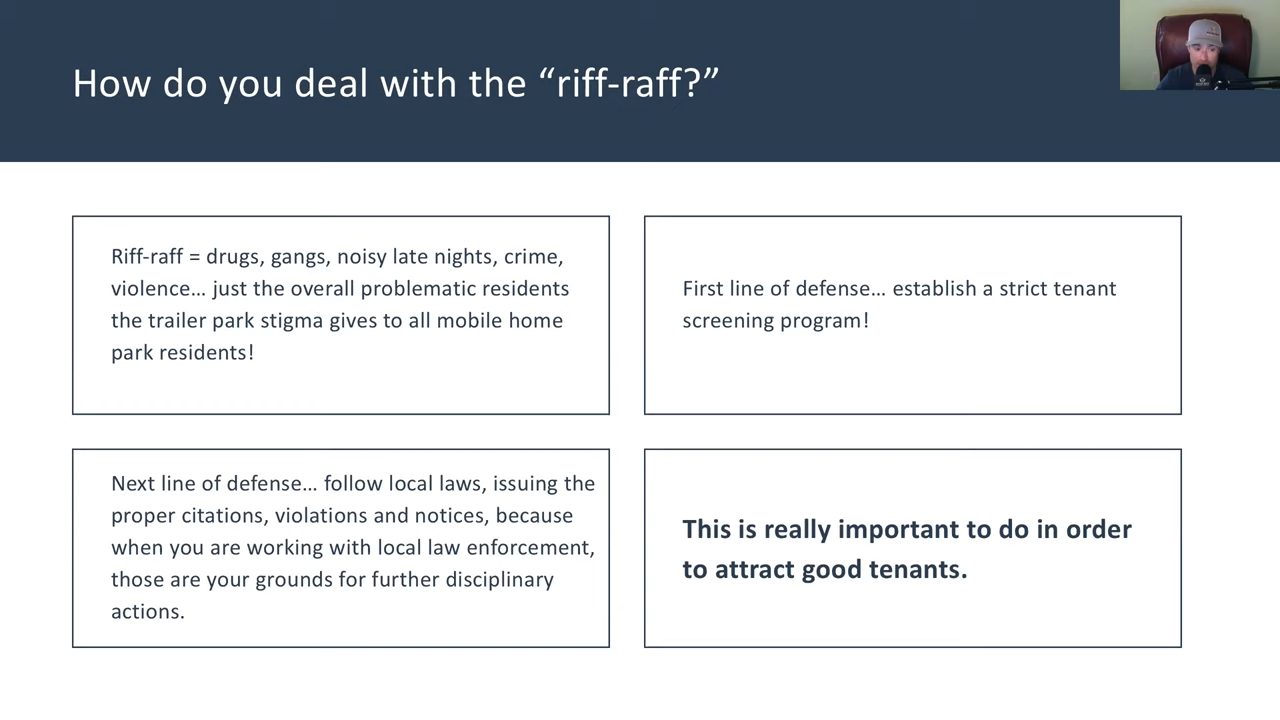 How do you deal with the “riff-raff?”
Riff-raff = drugs, gangs, noisy late nights, crime,
violence… just the overall problematic residents
the trailer park stigma gives to all mobile home
park residents!
First line of defense… establish a strict tenant
screening program!
Next line of defense… follow local laws, issuing the
proper citations, violations and notices, because
when you are working with local law enforcement,
those are your grounds for further disciplinary
actions.
This is really important to do in order
to attract good tenants.